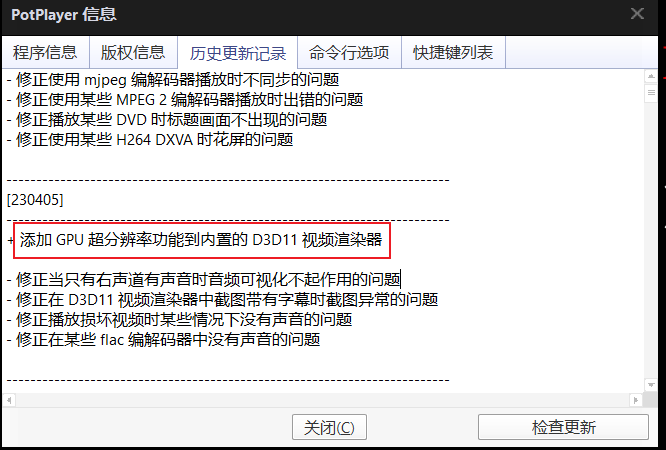 PotPlayer 信息
程序信息 版权信息 历史更新记录 命令行选项 快捷键列表
- 修正使用 mjpeg 编解码器播放时不同步的问题
- 修正使用某些 MPEG 2 编解码器播放时出错的问题
- 修正播放某些 DVD 时标题画面不出现的问题
- 修正使用某些 H264 DXVA 时花屏的问题
--------------------------------------------------------------------------
[230405]
--------------------------------------------------------------------------
+ 添加 GPU 超分辨率功能到内置的 D3D11 视频渲染器
- 修正当只有右声道有声音时音频可视化不起作用的问题
- 修正在 D3D11 视频渲染器中截图带有字幕时截图异常的问题
- 修正播放损坏视频时某些情况下没有声音的问题
- 修正在某些 flac 编解码器中没有声音的问题
--------------------------------------------------------------------------
关闭(C) 检查更新